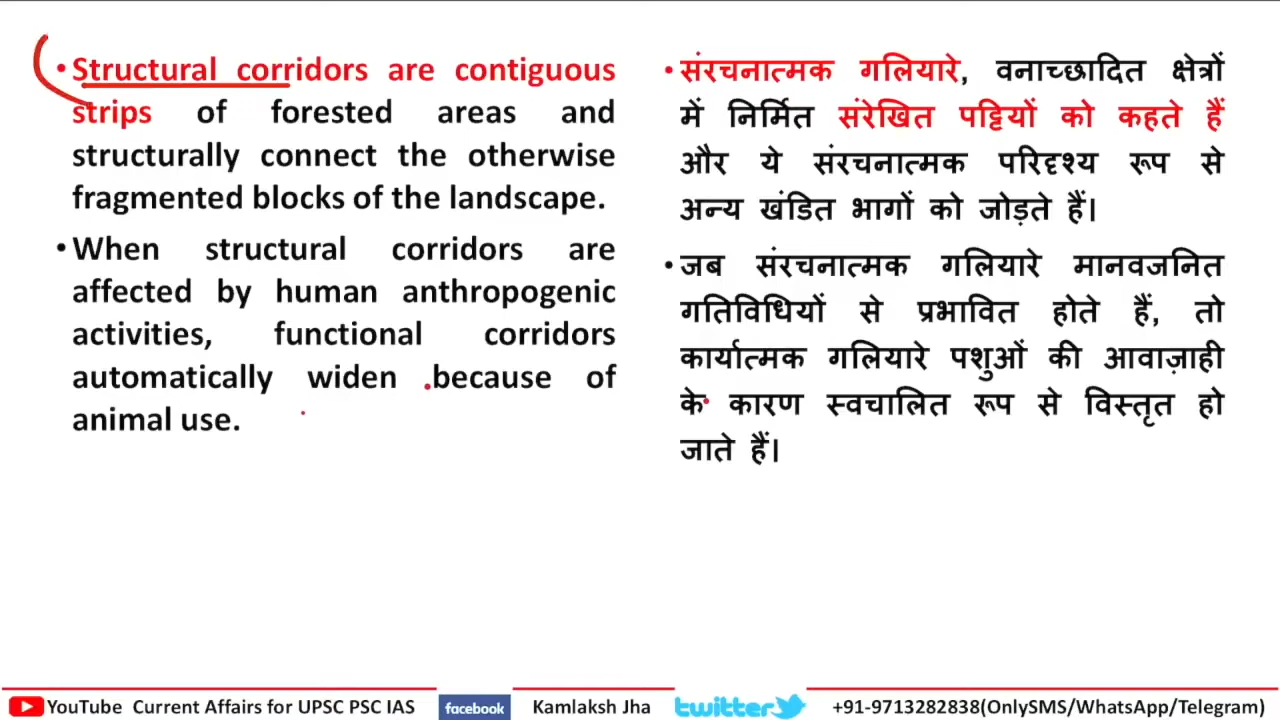 • Structural corridors are contiguous
strips of forested areas and
structurally connect the otherwise
fragmented blocks of the landscape.
• When structural corridors are
affected by human anthropogenic
activities, functional corridors
automatically widen because of
animal use.
• संरचनात्मक गलियारे, वनाच्छादित क्षेत्रों
में निर्मित संरेखित पट्टियों को कहते हैं
और ये संरचनात्मक परिदृश्य रूप से
अन्य खंडित भागों को जोड़ते हैं।
• जब संरचनात्मक गलियारे मानवजनित
गतिविधियों से प्रभावित होते हैं, तो
कार्यात्मक गलियारे पशुओं की आवाज़ाही
के कारण स्वचालित रूप से विस्तृत हो
जाते हैं।
YouTube Current Affairs for UPSC PSC IAS facebook Kamlaksh Jha twitter +91-9713282838(OnlySMS/WhatsApp/Telegram)